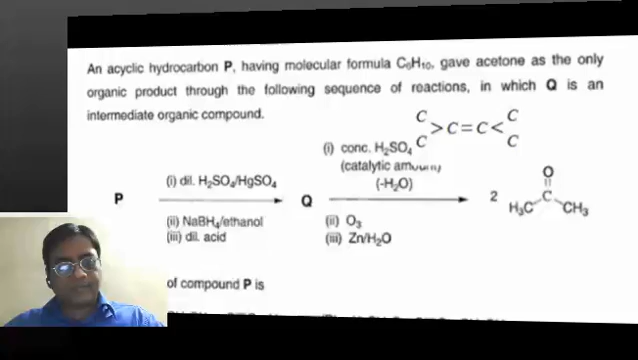 An acyclic hydrocarbon P, having molecular formula C₆H₁₀, gave acetone as the only
organic product through the following sequence of reactions, in which Q is an
intermediate organic compound.
C C
>C=C<
C C
(i) conc. H₂SO₄
(catalytic amount)
(-H₂O)
(i) dil. H₂SO₄/HgSO₄
P Q 2
O
C
H₃C CH₃
(ii) NaBH₄/ethanol (ii) O₃
(iii) dil. acid (iii) Zn/H₂O
of compound P is